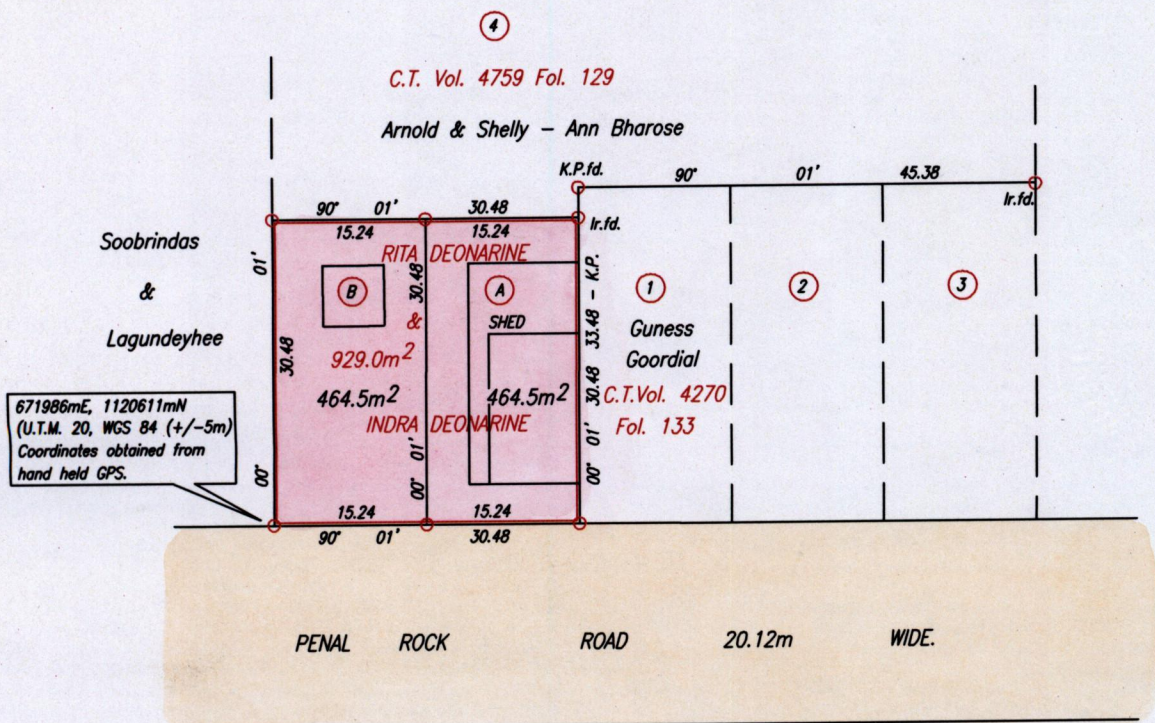 4
C.T. Vol. 4759 Fol. 129
Arnold & Shelly – Ann Bharose
K.P.fd.
90° 01' 45.38
Ir.fd.
90° 01' 30.48
Ir.fd.
15.24 15.24
Soobrindas
&
Lagundeyhee
00° 01'
30.48
RITA DEONARINE
B
A
&
SHED
929.0m²
464.5m²
464.5m²
INDRA DEONARINE
00° 01' 30.48
00° 01' 30.48 33.48 – K.P.
1
2
3
Guness
Goordial
C.T.Vol. 4270
Fol. 133
671986mE, 1120611mN
(U.T.M. 20, WGS 84 (+/-5m)
Coordinates obtained from
hand held GPS.
15.24 15.24
90° 01' 30.48
PENAL ROCK ROAD 20.12m WIDE.